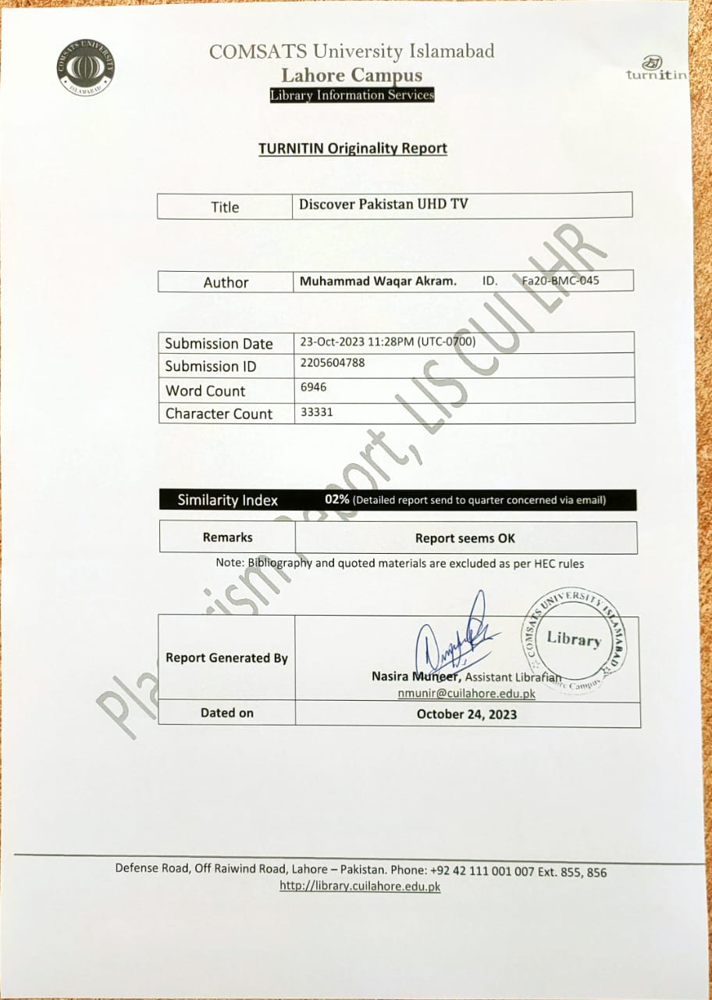 COMSATS UNIVERSITY
ISLAMABAD
COMSATS University Islamabad
Lahore Campus
Library Information Services
turnitin
TURNITIN Originality Report
Title Discover Pakistan UHD TV
Author Muhammad Waqar Akram. ID. Fa20-BMC-045
Submission Date 23-Oct-2023 11:28PM (UTC-0700)
Submission ID 2205604788
Word Count 6946
Character Count 33331
Similarity Index 02% (Detailed report send to quarter concerned via email)
Remarks Report seems OK
Note: Bibliography and quoted materials are excluded as per HEC rules
Report Generated By
Nasira Muneer, Assistant Librarian
nmunir@cuilahore.edu.pk
COMSATS UNIVERSITY ISLAMABAD
Library
Campus
Dated on October 24, 2023
Report, LIS CUI LHR
Defense Road, Off Raiwind Road, Lahore – Pakistan. Phone: +92 42 111 001 007 Ext. 855, 856
http://library.cuilahore.edu.pk